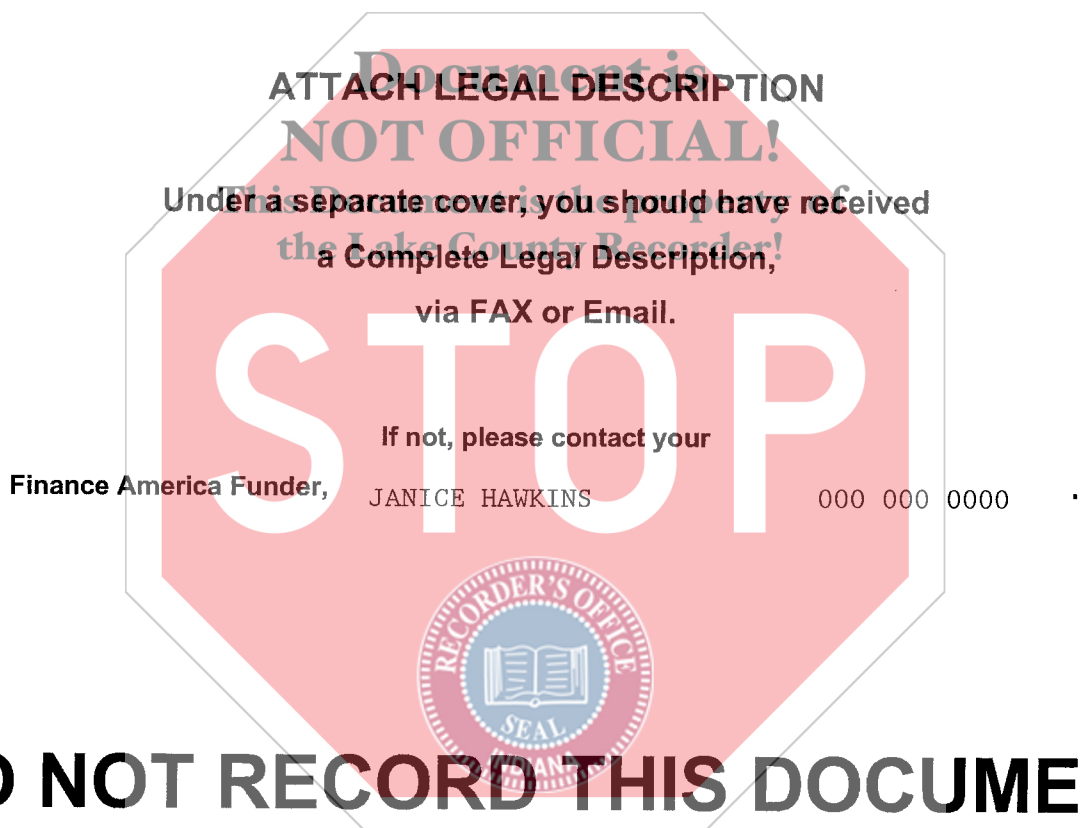 Document is
ATTACH LEGAL DESCRIPTION
NOT OFFICIAL!
This Document is the property of
Under a separate cover, you should have received
the Lake County Recorder!
a Complete Legal Description,
via FAX or Email.
STOP
If not, please contact your
Finance America Funder, JANICE HAWKINS 000 000 0000 .
RECORDER'S OFFICE
SEAL
INDIANA
O NOT RECORD THIS DOCUME